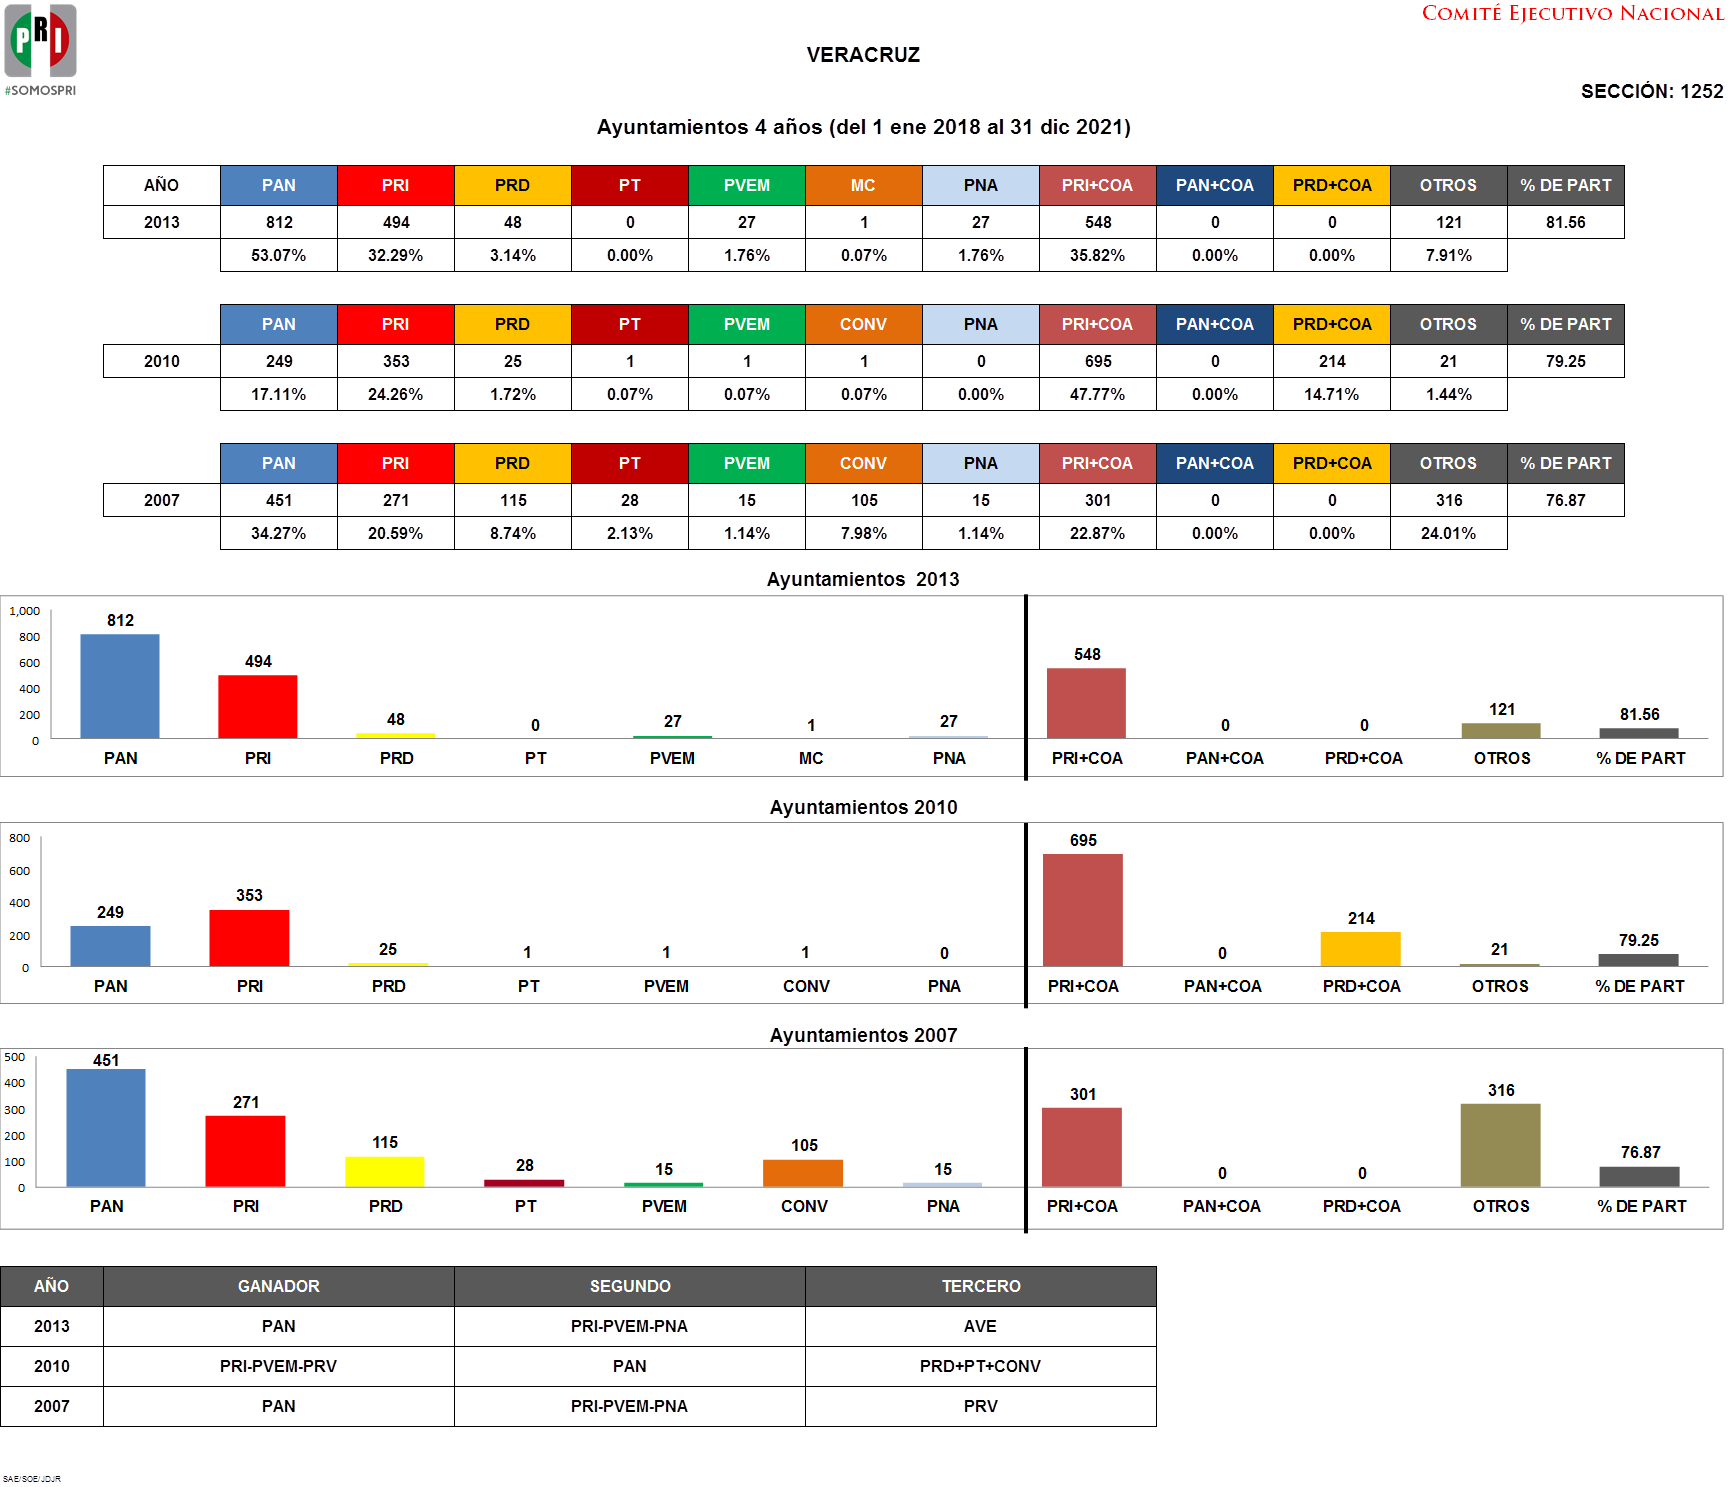 PRI
COMITÉ EJECUTIVO NACIONAL
VERACRUZ
#SOMOSPRI
SECCIÓN: 1252
Ayuntamientos 4 años (del 1 ene 2018 al 31 dic 2021)
AÑO PAN PRI PRD PT PVEM MC PNA PRI+COA PAN+COA PRD+COA OTROS % DE PART
2013 812 494 48 0 27 1 27 548 0 0 121 81.56
53.07% 32.29% 3.14% 0.00% 1.76% 0.07% 1.76% 35.82% 0.00% 0.00% 7.91%
PAN PRI PRD PT PVEM CONV PNA PRI+COA PAN+COA PRD+COA OTROS % DE PART
2010 249 353 25 1 1 1 0 695 0 214 21 79.25
17.11% 24.26% 1.72% 0.07% 0.07% 0.07% 0.00% 47.77% 0.00% 14.71% 1.44%
PAN PRI PRD PT PVEM CONV PNA PRI+COA PAN+COA PRD+COA OTROS % DE PART
2007 451 271 115 28 15 105 15 301 0 0 316 76.87
34.27% 20.59% 8.74% 2.13% 1.14% 7.98% 1.14% 22.87% 0.00% 0.00% 24.01%
Ayuntamientos 2013
1,000
800
600
400
200
0
812 494 48 0 27 1 27 548 0 0 121 81.56
PAN PRI PRD PT PVEM MC PNA PRI+COA PAN+COA PRD+COA OTROS % DE PART
Ayuntamientos 2010
800
600
400
200
0
249 353 25 1 1 1 0 695 0 214 21 79.25
PAN PRI PRD PT PVEM CONV PNA PRI+COA PAN+COA PRD+COA OTROS % DE PART
Ayuntamientos 2007
500
400
300
200
100
0
451 271 115 28 15 105 15 301 0 0 316 76.87
PAN PRI PRD PT PVEM CONV PNA PRI+COA PAN+COA PRD+COA OTROS % DE PART
AÑO GANADOR SEGUNDO TERCERO
2013 PAN PRI-PVEM-PNA AVE
2010 PRI-PVEM-PRV PAN PRD+PT+CONV
2007 PAN PRI-PVEM-PNA PRV
SAE/SOE/JDJR